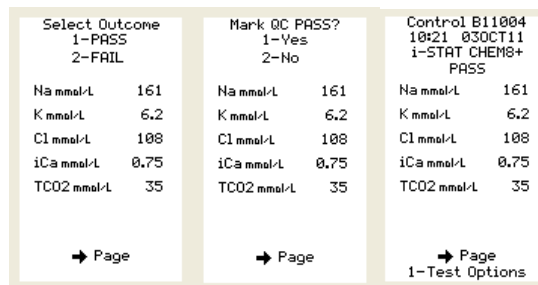 Select Outcome
1-PASS
2-FAIL
Na mmol/L 161
K mmol/L 6.2
Cl mmol/L 108
iCa mmol/L 0.75
TCO2 mmol/L 35
Page
Mark QC PASS?
1-Yes
2-No
Na mmol/L 161
K mmol/L 6.2
Cl mmol/L 108
iCa mmol/L 0.75
TCO2 mmol/L 35
Page
Control B11004
10:21 03OCT11
i-STAT CHEM8+
PASS
Na mmol/L 161
K mmol/L 6.2
Cl mmol/L 108
iCa mmol/L 0.75
TCO2 mmol/L 35
Page
1-Test Options